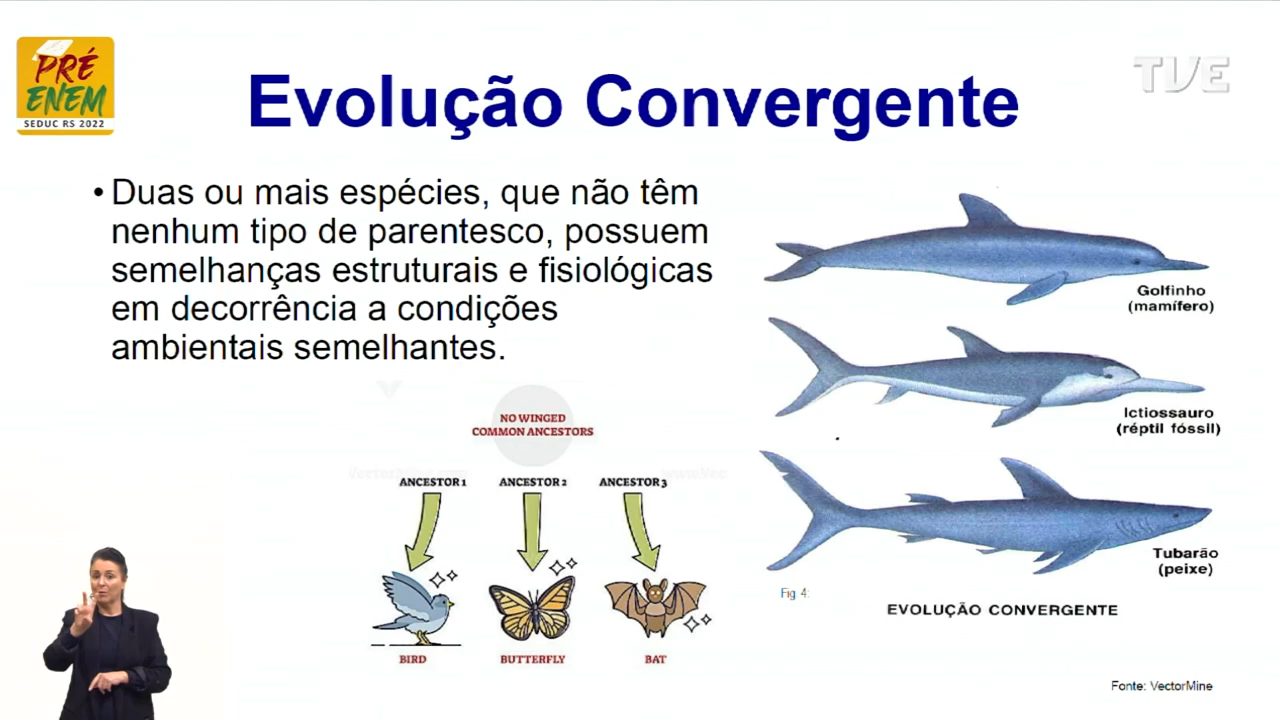 PRÉ
ENEM
SEDUC RS 2022
TVE
Evolução Convergente
• Duas ou mais espécies, que não têm
nenhum tipo de parentesco, possuem
semelhanças estruturais e fisiológicas
em decorrência a condições
ambientais semelhantes.
Golfinho
(mamífero)
Ictiossauro
(réptil fóssil)
Tubarão
(peixe)
Fig 4:
EVOLUÇÃO CONVERGENTE
NO WINGED
COMMON ANCESTORS
VectorMine.com
ANCESTOR 1 ANCESTOR 2 ANCESTOR 3
BIRD BUTTERFLY BAT
Fonte: VectorMine